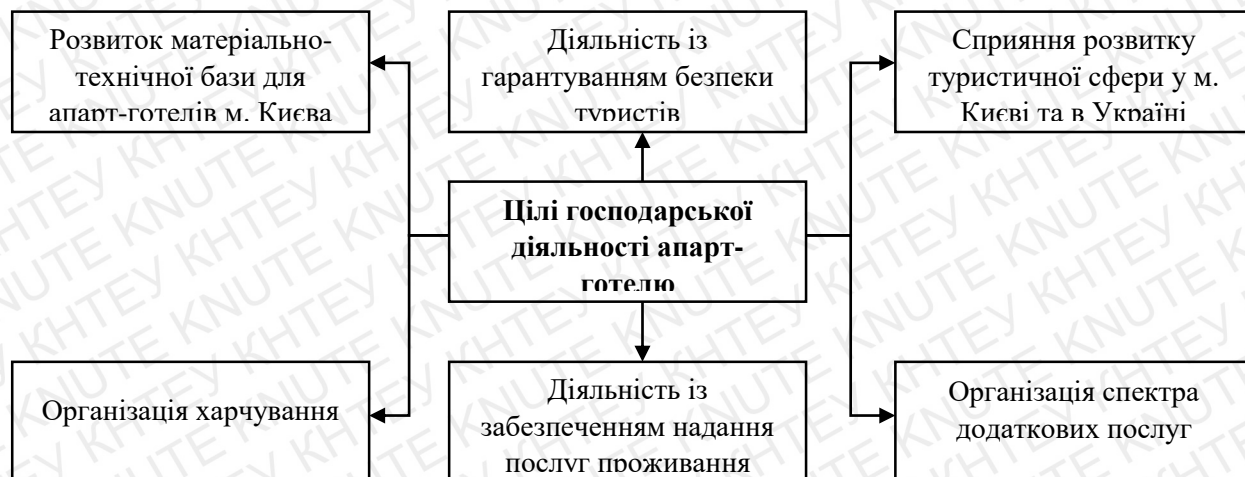 Розвиток матеріально-
технічної бази для
апарт-готелів м. Києва
Діяльність із
гарантуванням безпеки
туристів
Сприяння розвитку
туристичної сфери у м.
Києві та в Україні
Цілі господарської
діяльності апарт-
готелю
Організація харчування
Діяльність із
забезпеченням надання
послуг проживання
Організація спектра
додаткових послуг